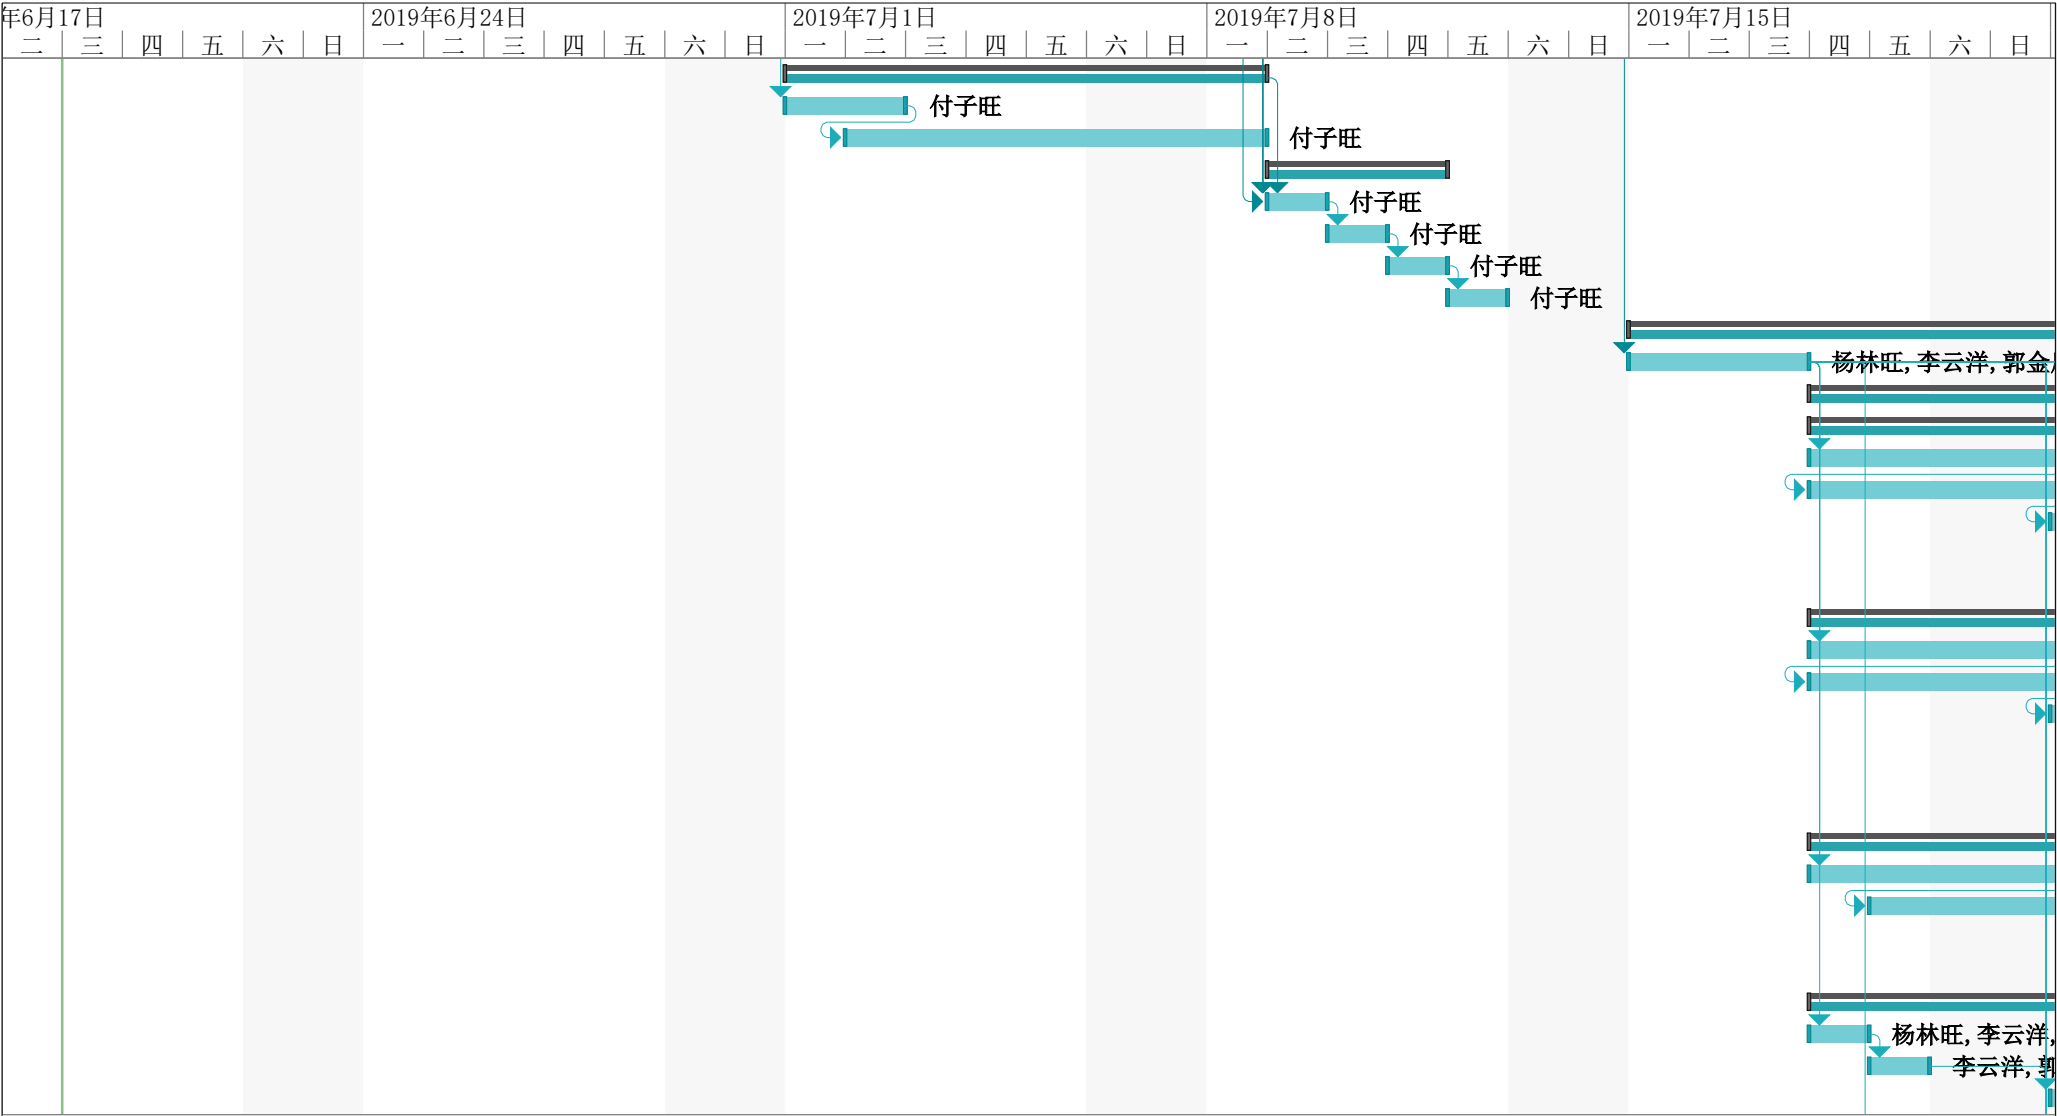 年6月17日 2019年6月24日 2019年7月1日 2019年7月8日 2019年7月15日
二 三 四 五 六 日 一 二 三 四 五 六 日 一 二 三 四 五 六 日 一 二 三 四 五 六 日 一 二 三 四 五 六 日
付子旺
付子旺
付子旺
付子旺
付子旺
付子旺
杨林旺, 李云洋, 郭金
杨林旺, 李云洋,
李云洋,